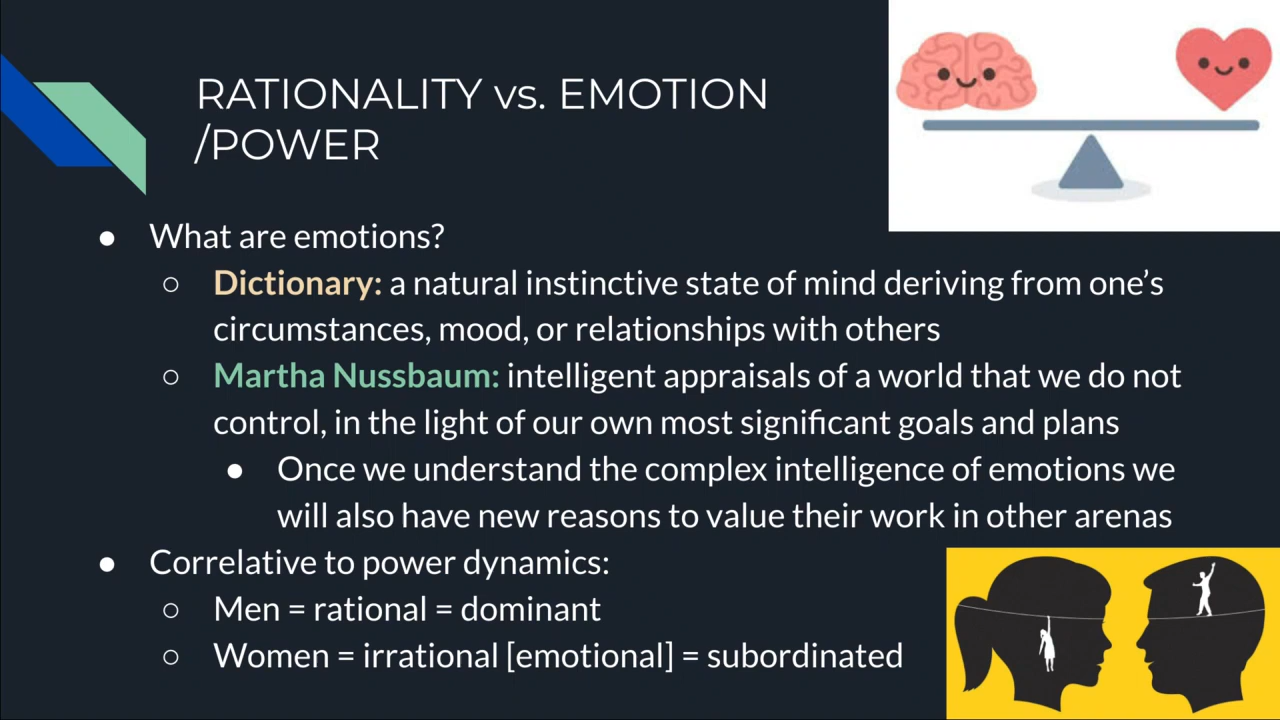 RATIONALITY vs. EMOTION
/POWER
● What are emotions?
○ Dictionary: a natural instinctive state of mind deriving from one’s
circumstances, mood, or relationships with others
○ Martha Nussbaum: intelligent appraisals of a world that we do not
control, in the light of our own most significant goals and plans
● Once we understand the complex intelligence of emotions we
will also have new reasons to value their work in other arenas
● Correlative to power dynamics:
○ Men = rational = dominant
○ Women = irrational [emotional] = subordinated